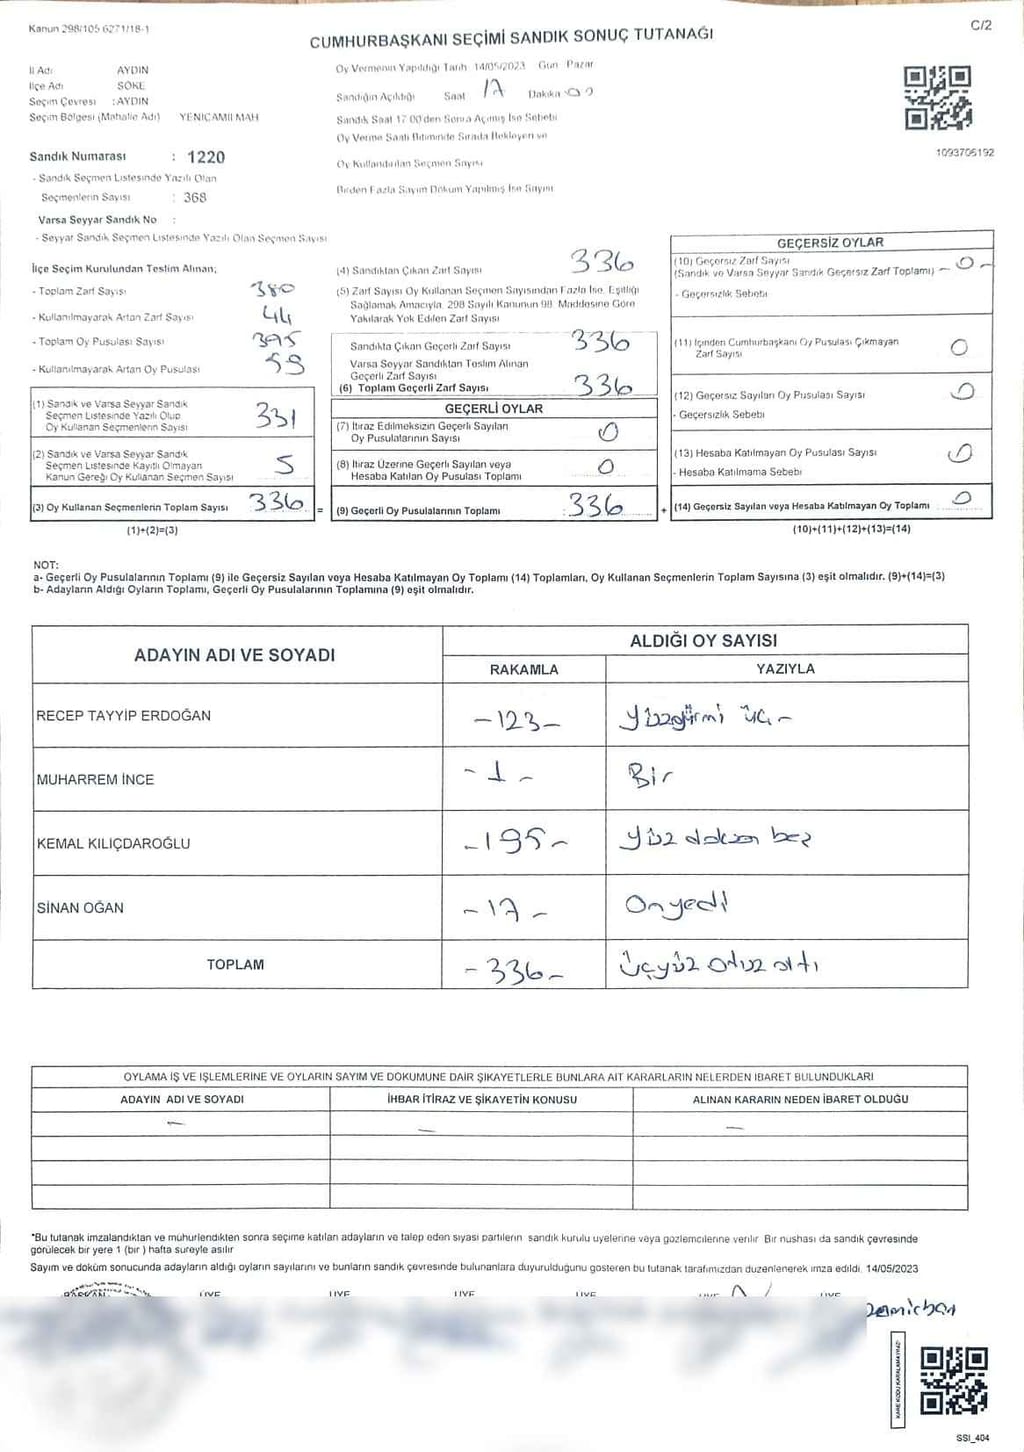 Kanun 298/105 6271/18-1
C/2
CUMHURBAŞKANI SEÇİMİ SANDIK SONUÇ TUTANAĞI
İl Adı AYDIN
İlçe Adı SÖKE
Seçim Çevresi :AYDIN
Seçim Bölgesi (Mahalle Adı) YENİCAMİİ MAH
Sandık Numarası : 1220
- Sandık Seçmen Listesinde Yazılı Olan
Seçmenlerin Sayısı : 368
Varsa Seyyar Sandık No :
- Seyyar Sandık Seçmen Listesinde Yazılı Olan Seçmen Sayısı
Oy Vermenin Yapıldığı Tarih 14/05/2023 Gün Pazar
Sandığın Açıldığı Saat 17 Dakika 00
Sandık Saat 17 00 den Sonra Açılmış İse Sebebi
Oy Verme Saati Bitiminde Sırada Bekleyen ve
Oy Kullandırılan Seçmen Sayısı
Birden Fazla Sayım Döküm Yapılmış İse Sayısı
1093706192
İlçe Seçim Kurulundan Teslim Alınan;
- Toplam Zarf Sayısı 380
- Kullanılmayarak Artan Zarf Sayısı 44
- Toplam Oy Pusulası Sayısı 395
- Kullanılmayarak Artan Oy Pusulası 59
(1) Sandık ve Varsa Seyyar Sandık
Seçmen Listesinde Yazılı Olup
Oy Kullanan Seçmenlerin Sayısı 331
(2) Sandık ve Varsa Seyyar Sandık
Seçmen Listesinde Kayıtlı Olmayan
Kanun Gereği Oy Kullanan Seçmen Sayısı 5
(3) Oy Kullanan Seçmenlerin Toplam Sayısı 336
(1)+(2)=(3)
(4) Sandıktan Çıkan Zarf Sayısı 336
(5) Zarf Sayısı Oy Kullanan Seçmen Sayısından Fazla İse, Eşitliği
Sağlamak Amacıyla, 298 Sayılı Kanunun 98. Maddesine Göre
Yakılarak Yok Edilen Zarf Sayısı
Sandıkta Çıkan Geçerli Zarf Sayısı 336
Varsa Seyyar Sandıktan Teslim Alınan
Geçerli Zarf Sayısı
(6) Toplam Geçerli Zarf Sayısı 336
GEÇERLİ OYLAR
(7) İtiraz Edilmeksizin Geçerli Sayılan
Oy Pusulalarının Sayısı 0
(8) İtiraz Üzerine Geçerli Sayılan veya
Hesaba Katılan Oy Pusulası Toplamı 0
= (9) Geçerli Oy Pusulalarının Toplamı :336
GEÇERSİZ OYLAR
(10) Geçersiz Zarf Sayısı
(Sandık ve Varsa Seyyar Sandık Geçersiz Zarf Toplamı) - 0 -
- Geçersizlik Sebebi
(11) İçinden Cumhurbaşkanı Oy Pusulası Çıkmayan
Zarf Sayısı 0
(12) Geçersiz Sayılan Oy Pusulası Sayısı 0
- Geçersizlik Sebebi
(13) Hesaba Katılmayan Oy Pusulası Sayısı 0
- Hesaba Katılmama Sebebi
+ (14) Geçersiz Sayılan veya Hesaba Katılmayan Oy Toplamı 0
(10)+(11)+(12)+(13)=(14)
NOT:
a- Geçerli Oy Pusulalarının Toplamı (9) ile Geçersiz Sayılan veya Hesaba Katılmayan Oy Toplamı (14) Toplamları, Oy Kullanan Seçmenlerin Toplam Sayısına (3) eşit olmalıdır. (9)+(14)=(3)
b- Adayların Aldığı Oyların Toplamı, Geçerli Oy Pusulalarının Toplamına (9) eşit olmalıdır.
ADAYIN ADI VE SOYADI
ALDIĞI OY SAYISI
RAKAMLA YAZIYLA
RECEP TAYYİP ERDOĞAN -123- Yüzyirmi üç -
MUHARREM İNCE - 1 - Bir
KEMAL KILIÇDAROĞLU -195- Yüz doksan beş
SİNAN OĞAN - 17 - Onyedi
TOPLAM -336- Üçyüz otuz altı
OYLAMA İŞ VE İŞLEMLERİNE VE OYLARIN SAYIM VE DÖKÜMÜNE DAİR ŞİKAYETLERLE BUNLARA AİT KARARLARIN NELERDEN İBARET BULUNDUKLARI
ADAYIN ADI VE SOYADI İHBAR İTİRAZ VE ŞİKAYETİN KONUSU ALINAN KARARIN NEDEN İBARET OLDUĞU
- - -
*Bu tutanak imzalandıktan ve mühürlendikten sonra seçime katılan adayların ve talep eden siyasi partilerin sandık kurulu üyelerine veya gözlemcilerine verilir Bir nüshası da sandık çevresinde
görülecek bir yere 1 (bir ) hafta süreyle asılır
Sayım ve döküm sonucunda adayların aldığı oyların sayılarını ve bunların sandık çevresinde bulunanlara duyurulduğunu gösteren bu tutanak tarafımızdan düzenlenerek imza edildi. 14/05/2023
BAŞKAN ÜYE ÜYE ÜYE ÜYE ÜYE ÜYE
KARE KODU KARALAMAYINIZ!
SSİ_404